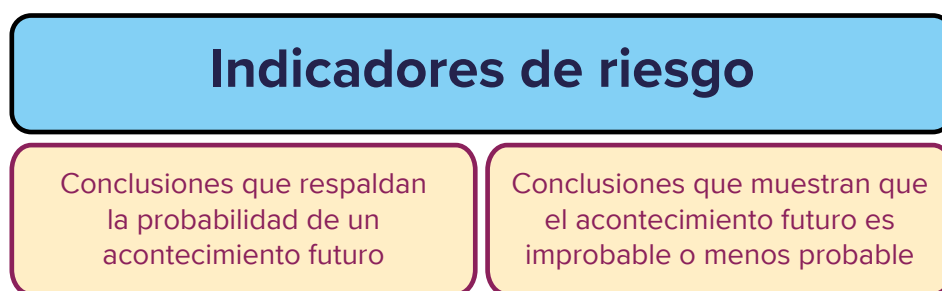 Indicadores de riesgo
Conclusiones que respaldan
la probabilidad de un
acontecimiento futuro
Conclusiones que muestran que
el acontecimiento futuro es
improbable o menos probable